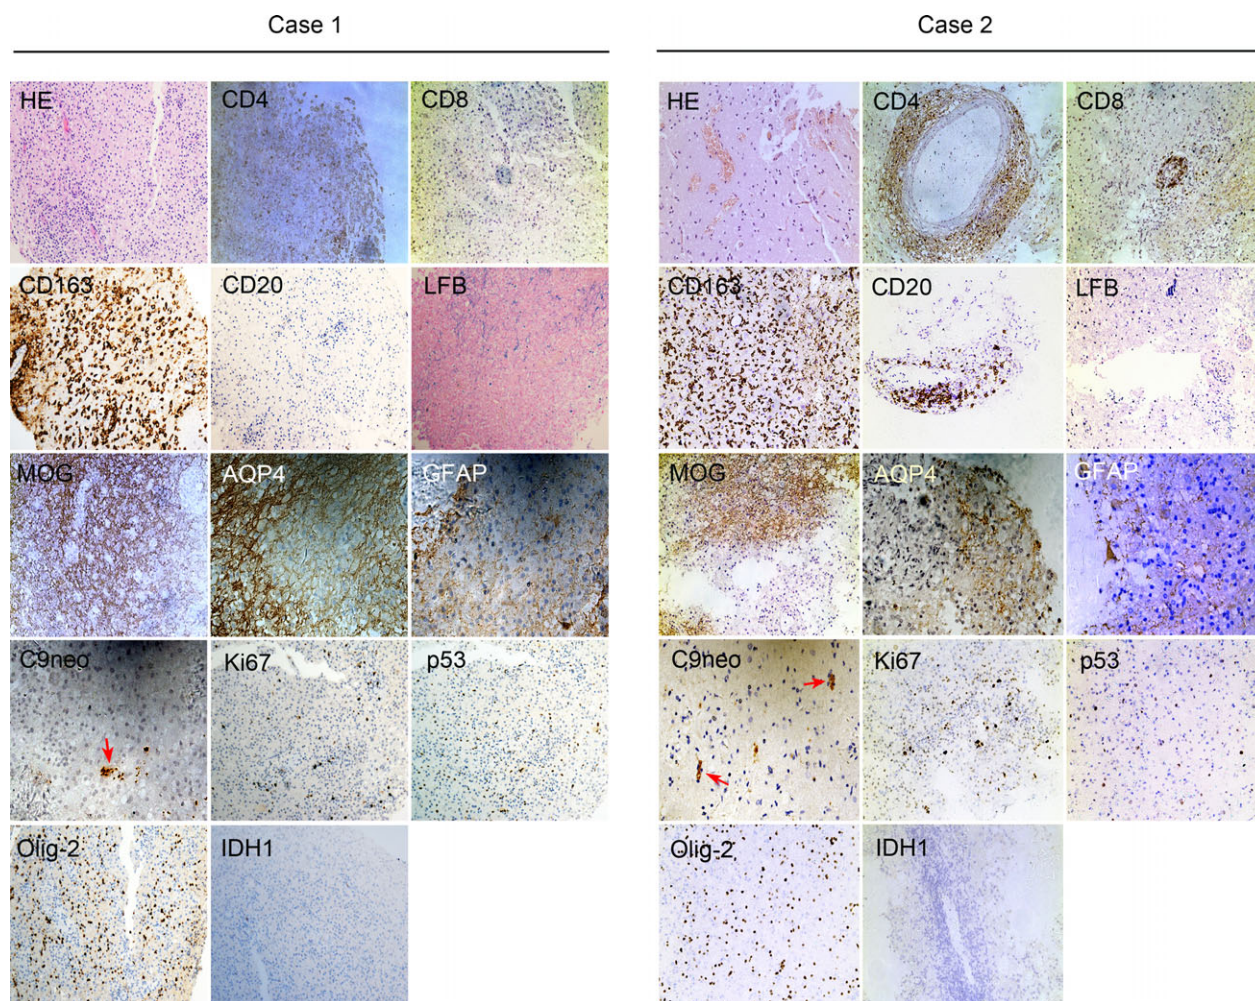 Case 1
Case 2
HE
CD4
CD8
HE
CD4
CD8
CD163
CD20
LFB
CD163
CD20
LFB
MOG
AQP4
GFAP
MOG
AQP4
GFAP
C9neo
Ki67
p53
C9neo
Ki67
p53
Olig-2
IDH1
Olig-2
IDH1